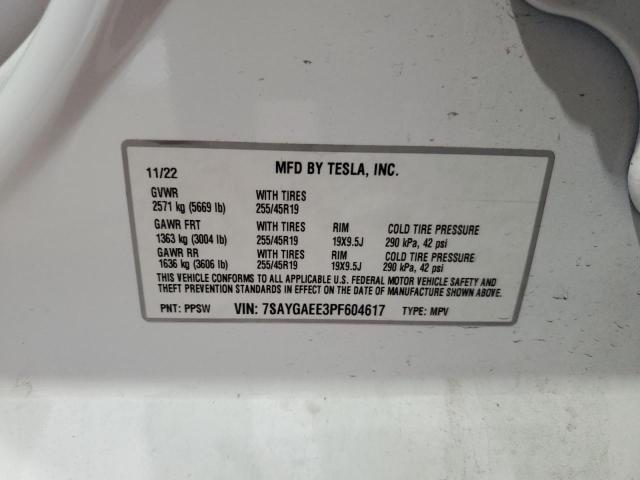 11/22 MFD BY TESLA, INC.
GVWR WITH TIRES
2571 kg (5669 lb) 255/45R19
GAWR FRT WITH TIRES RIM COLD TIRE PRESSURE
1363 kg (3004 lb) 255/45R19 19X9.5J 290 kPa, 42 psi
GAWR RR WITH TIRES RIM COLD TIRE PRESSURE
1636 kg (3606 lb) 255/45R19 19X9.5J 290 kPa, 42 psi
THIS VEHICLE CONFORMS TO ALL APPLICABLE U.S. FEDERAL MOTOR VEHICLE SAFETY AND
THEFT PREVENTION STANDARDS IN EFFECT ON THE DATE OF MANUFACTURE SHOWN ABOVE.
PNT: PPSW VIN: 7SAYGAEE3PF604617 TYPE: MPV